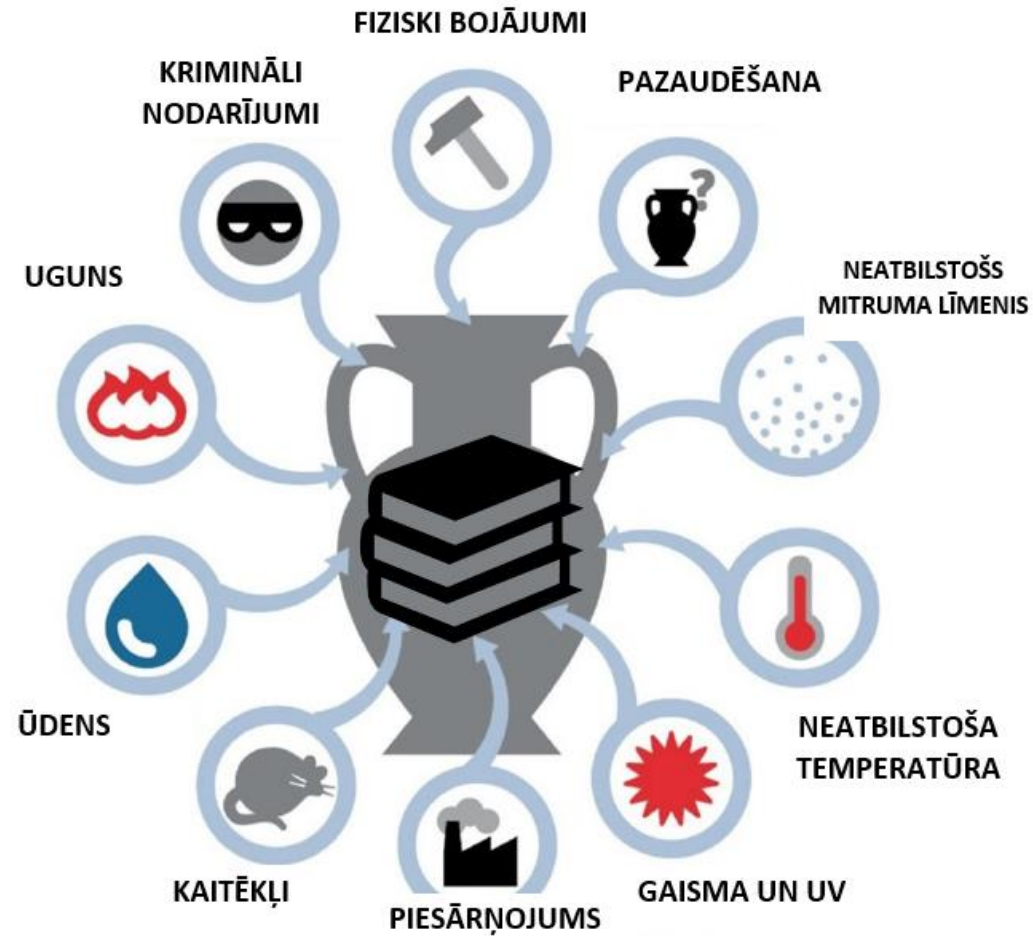 FIZISKI BOJĀJUMI
KRIMINĀLI
NODARĪJUMI
PAZAUDĒŠANA
UGUNS
NEATBILSTOŠS
MITRUMA LĪMENIS
ŪDENS
NEATBILSTOŠA
TEMPERATŪRA
KAITĒKĻI
PIESĀRŅOJUMS
GAISMA UN UV